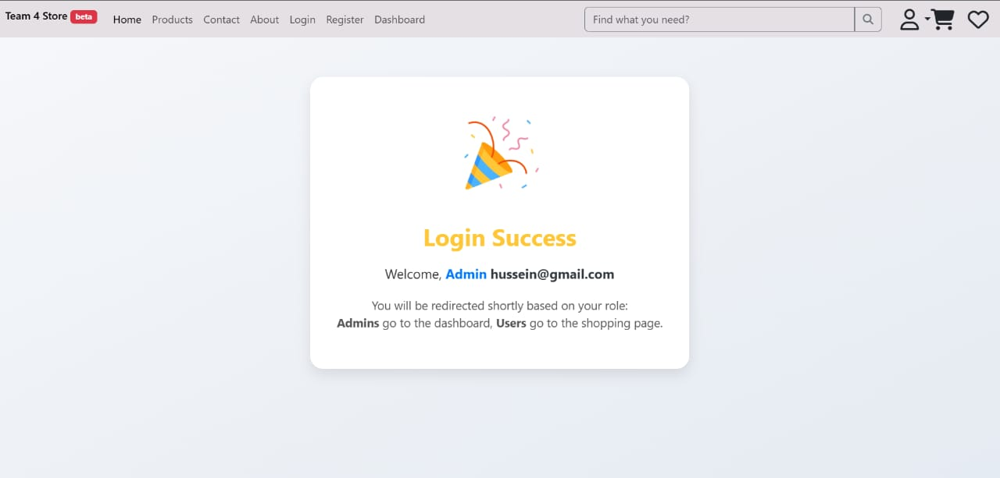 Team 4 Store beta Home Products Contact About Login Register Dashboard Find what you need?
Login Success
Welcome, Admin hussein@gmail.com
You will be redirected shortly based on your role:
Admins go to the dashboard, Users go to the shopping page.